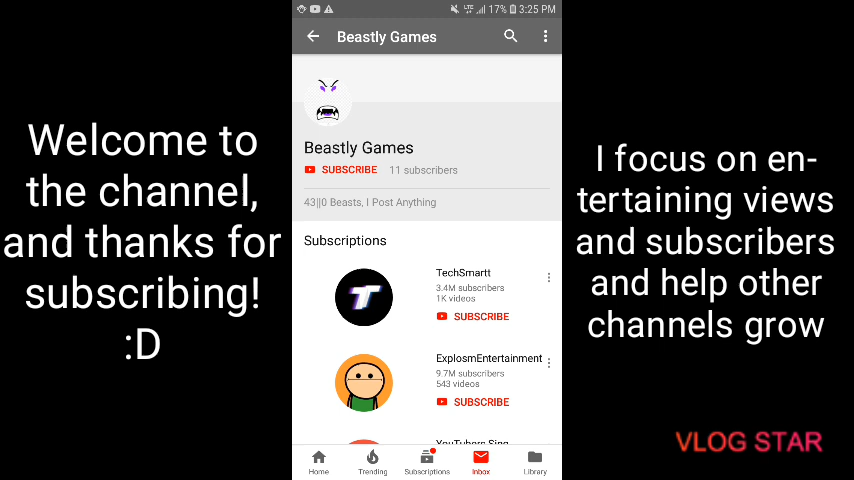 Welcome to
the channel,
and thanks for
subscribing!
:D
LTE 17% 3:25 PM
Beastly Games
Beastly Games
SUBSCRIBE 11 subscribers
43||0 Beasts, I Post Anything
Subscriptions
T
TechSmartt
3.4M subscribers
1K videos
SUBSCRIBE
ExplosmEntertainment
9.7M subscribers
543 videos
SUBSCRIBE
YouTubers Sing
Home Trending Subscriptions Inbox Library
I focus on en-
tertaining views
and subscribers
and help other
channels grow
VLOG STAR